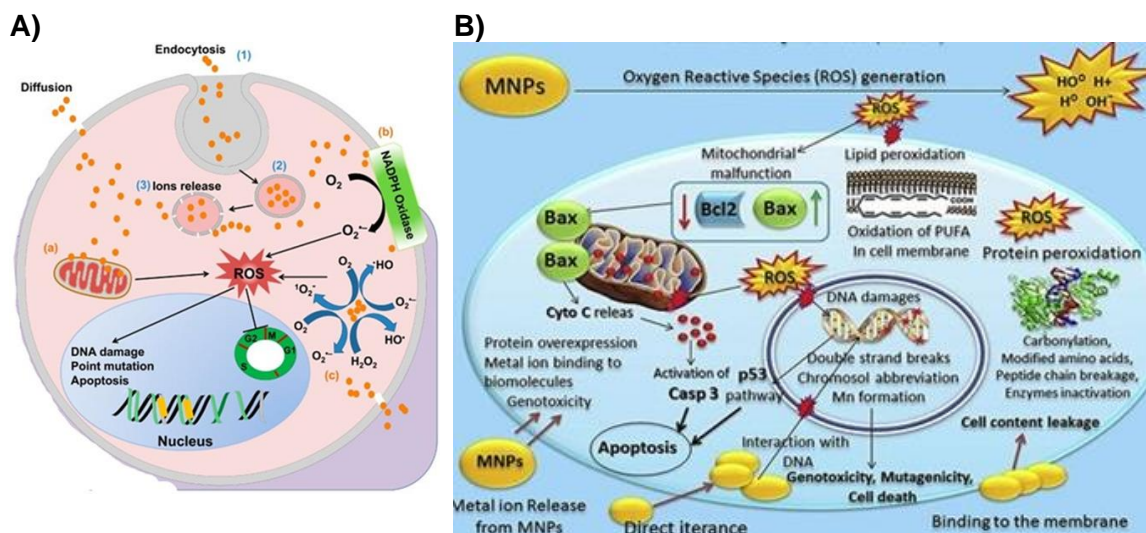 A)
Endocytosis (1)
Diffusion
(b)
NADPH Oxidase
(2)
(3) Ions release
O2
O2•−
(a)
ROS
O2
•HO
1O2•
O2•−
O2
HO•
O2•−
H2O2
(c)
G2
M
G1
S
DNA damage
Point mutation
Apoptosis
Nucleus
B)
MNPs
Oxygen Reactive Species (ROS) generation
HO° H+
H° OH⁻
ROS
Mitochondrial
malfunction
Lipid peroxidation
Bcl2
Bax
Bax
Bax
COOH
Oxidation of PUFA
In cell membrane
ROS
Protein peroxidation
ROS
Cyto C releas
DNA damages
Protein overexpression
Metal ion binding to
biomolecules
Genotoxicity
Activation of
Casp 3
p53
pathway
Double strand breaks
Chromosol abbreviation
Mn formation
Carbonylation,
Modified amino acids,
Peptide chain breakage,
Enzymes inactivation
Apoptosis
Cell content leakage
MNPs
Interaction with
DNA
Genotoxicity, Mutagenicity,
Cell death
Metal ion Release
from MNPs
Direct iterance
Binding to the membrane